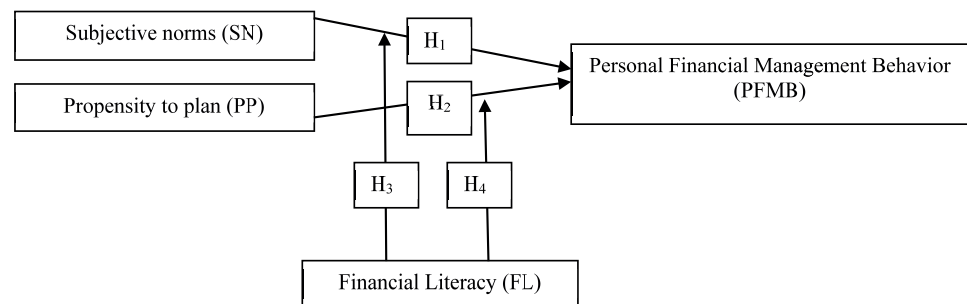 Subjective norms (SN)
H₁
Personal Financial Management Behavior
(PFMB)
Propensity to plan (PP)
H₂
H₃
H₄
Financial Literacy (FL)